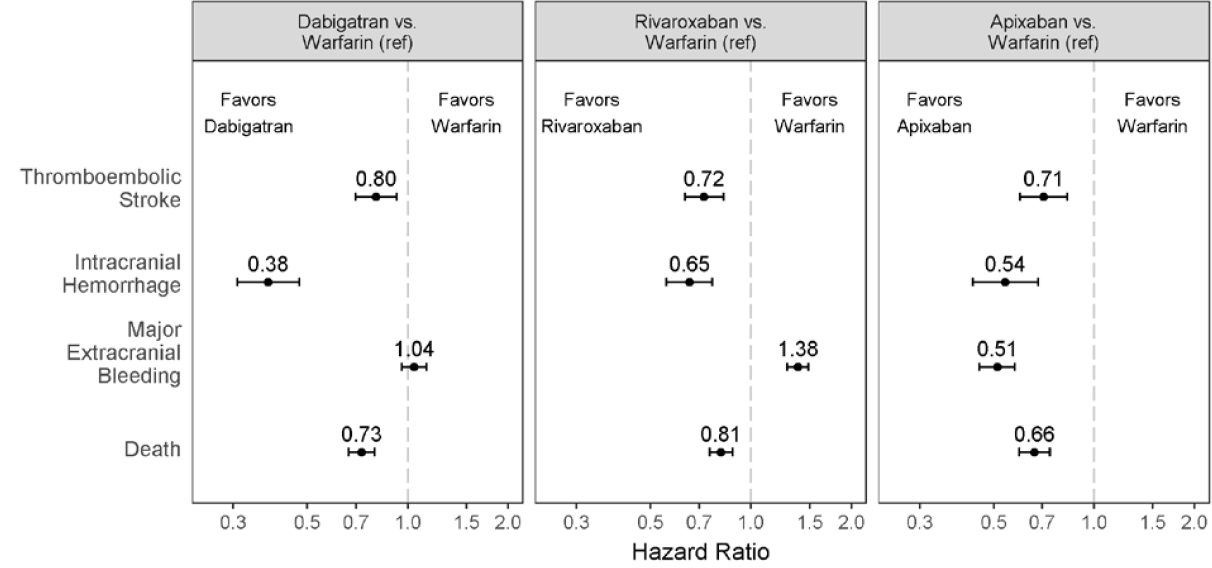 Dabigatran vs.
Warfarin (ref)
Rivaroxaban vs.
Warfarin (ref)
Apixaban vs.
Warfarin (ref)
Favors
Dabigatran
Favors
Warfarin
Favors
Rivaroxaban
Favors
Warfarin
Favors
Apixaban
Favors
Warfarin
Thromboembolic
Stroke
0.80
0.72
0.71
Intracranial
Hemorrhage
0.38
0.65
0.54
Major
Extracranial
Bleeding
1.04
1.38
0.51
Death
0.73
0.81
0.66
0.3 0.5 0.7 1.0 1.5 2.0
0.3 0.5 0.7 1.0 1.5 2.0
0.3 0.5 0.7 1.0 1.5 2.0
Hazard Ratio